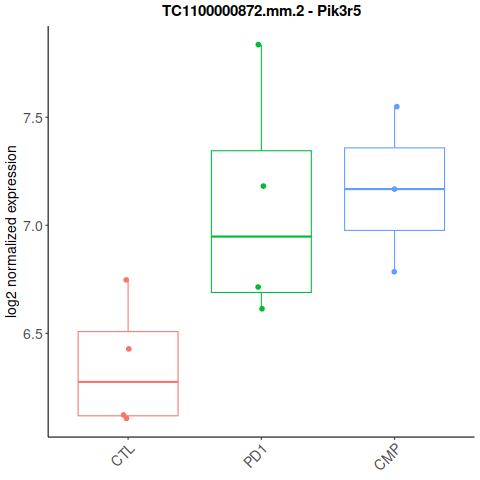 TC1100000872.mm.2 - Pik3r5
log2 normalized expression
7.5
7.0
6.5
CTL
PD1
CMP